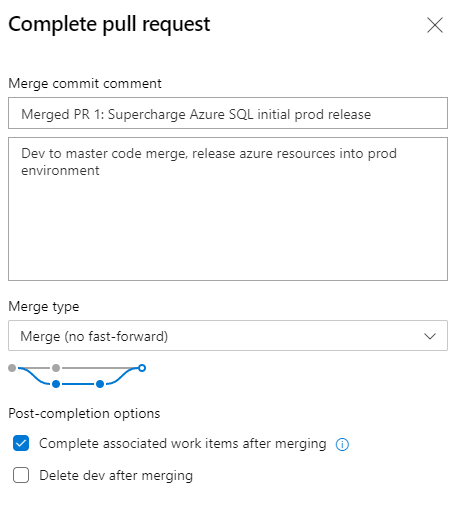 Complete pull request
Merge commit comment
Merged PR 1: Supercharge Azure SQL initial prod release
Dev to master code merge, release azure resources into prod
environment
Merge type
Merge (no fast-forward)
Post-completion options
Complete associated work items after merging
Delete dev after merging